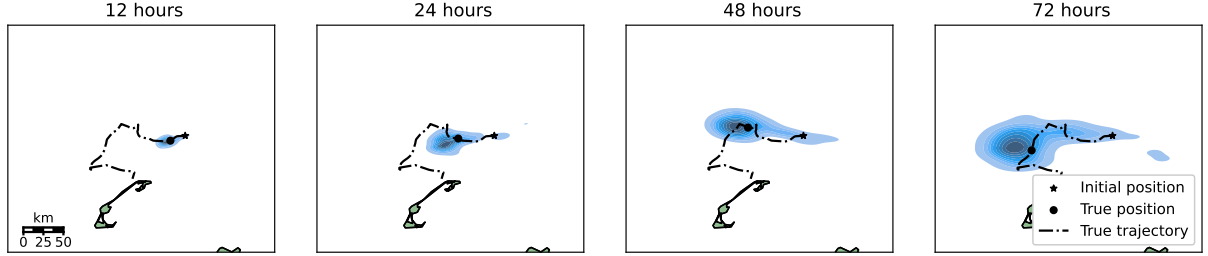 12 hours
24 hours
48 hours
72 hours
km
0 25 50
Initial position
True position
True trajectory